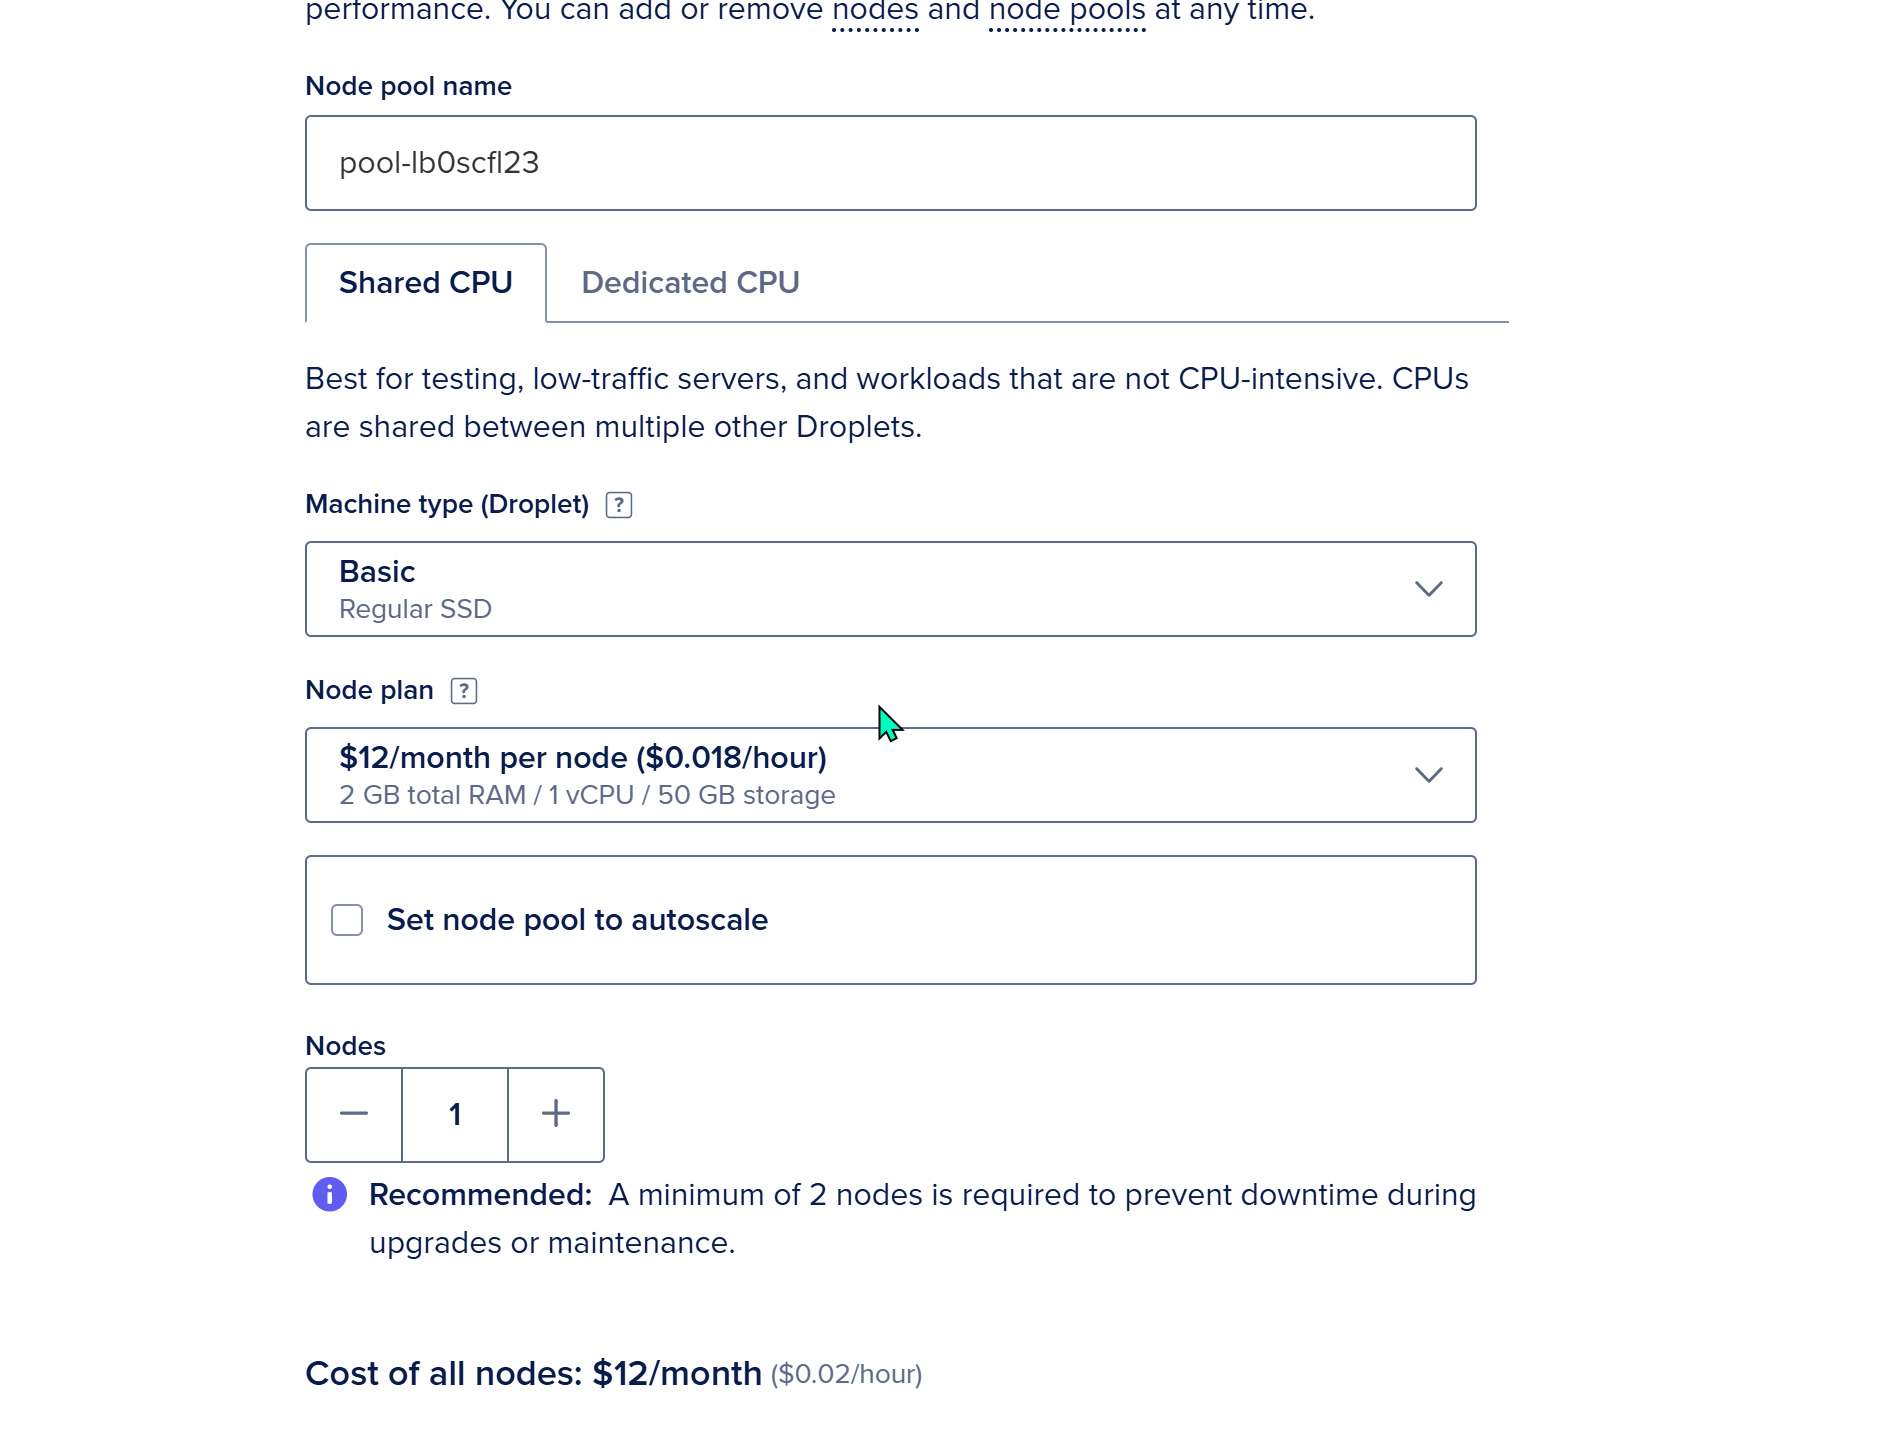 performance. You can add or remove nodes and node pools at any time.
Node pool name
pool-lb0scfl23
Shared CPU
Dedicated CPU
Best for testing, low-traffic servers, and workloads that are not CPU-intensive. CPUs
are shared between multiple other Droplets.
Machine type (Droplet) ?
Basic
Regular SSD
Node plan ?
$12/month per node ($0.018/hour)
2 GB total RAM / 1 vCPU / 50 GB storage
Set node pool to autoscale
Nodes
1
Recommended: A minimum of 2 nodes is required to prevent downtime during
upgrades or maintenance.
Cost of all nodes: $12/month ($0.02/hour)